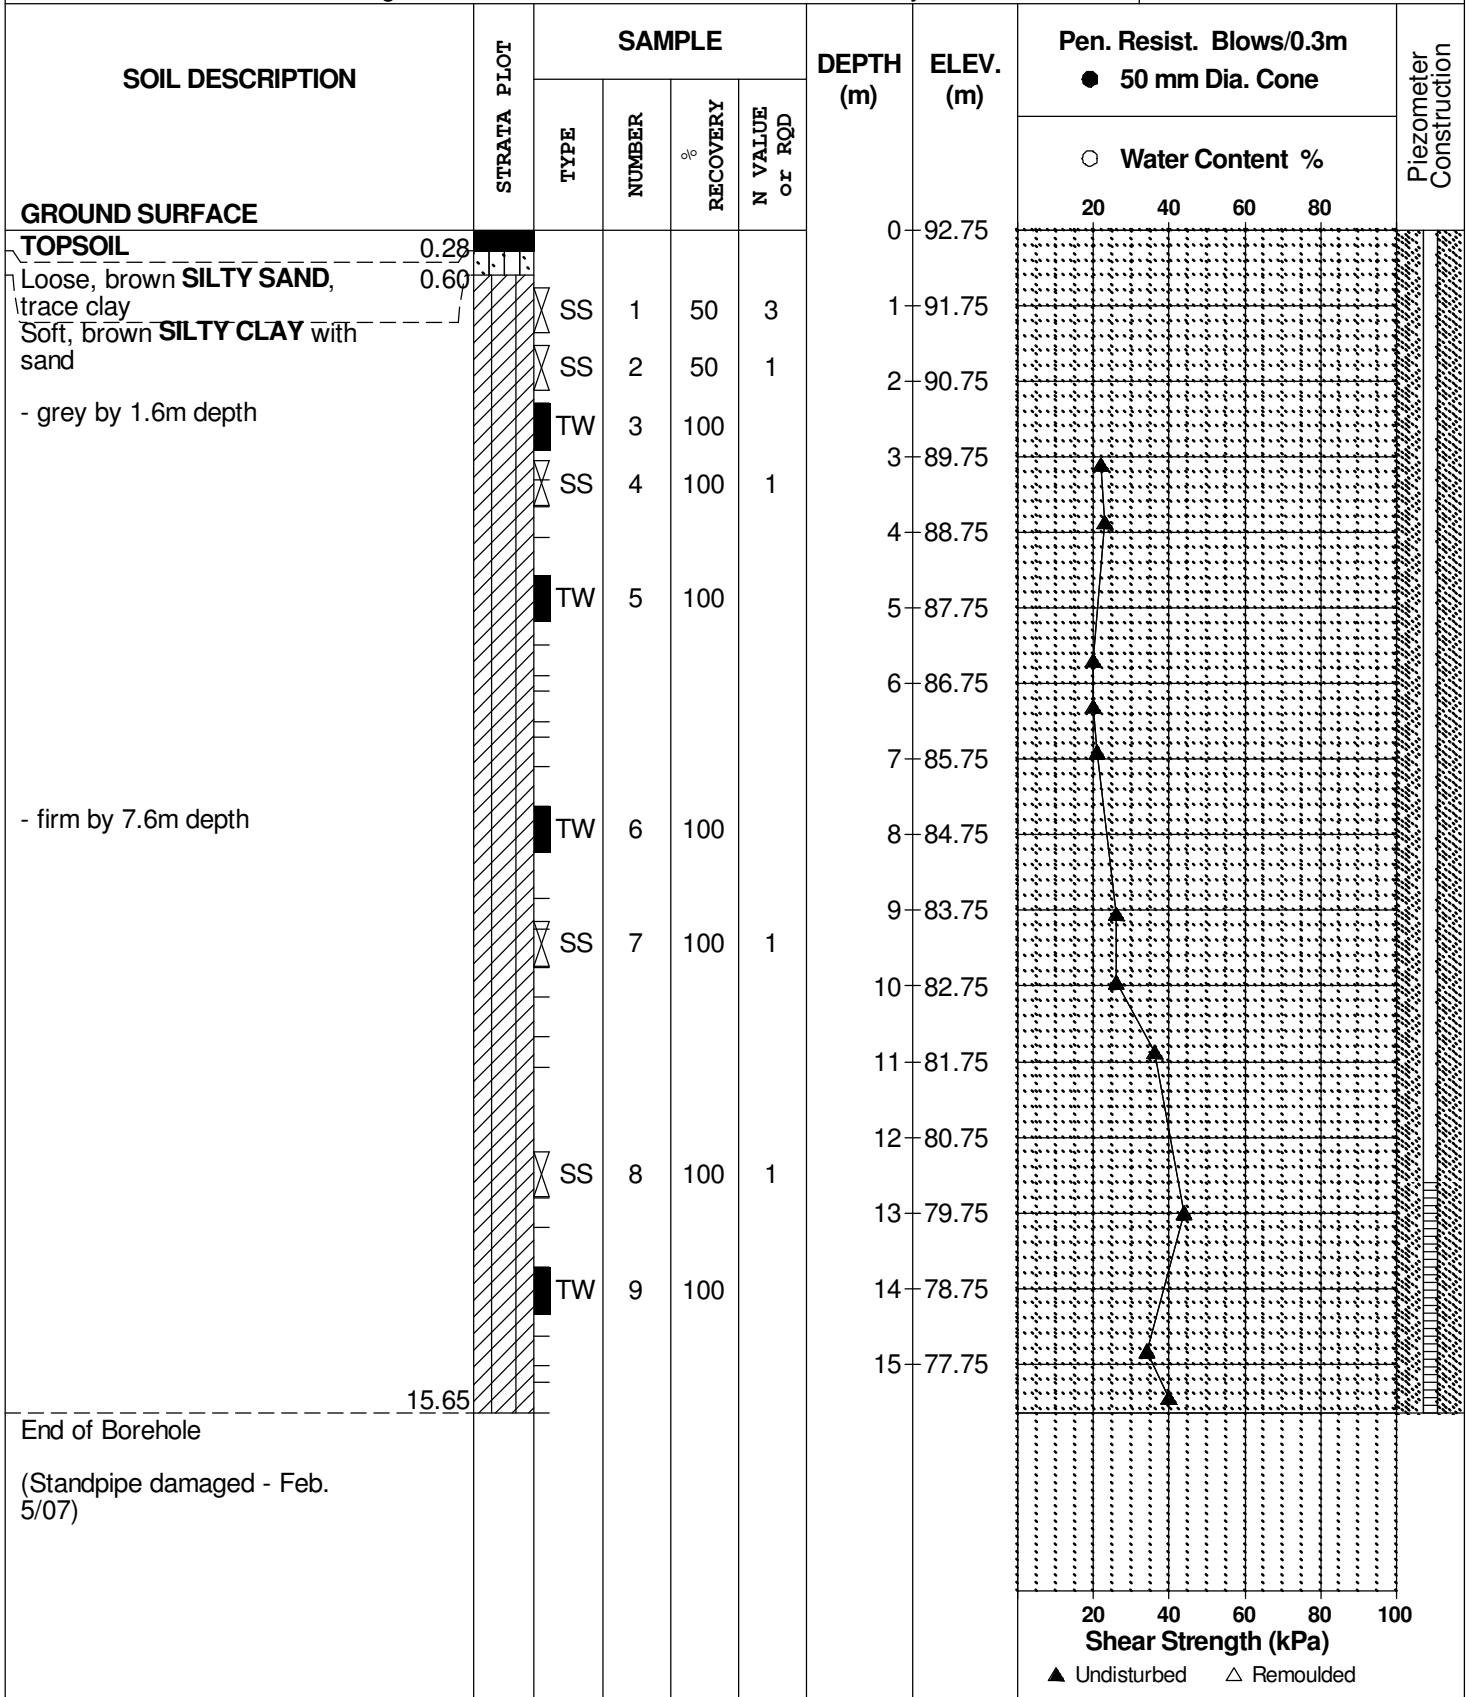 SOIL DESCRIPTION
STRATA PLOT
SAMPLE
TYPE
NUMBER
%
RECOVERY
N VALUE
or RQD
DEPTH
(m)
ELEV.
(m)
Pen. Resist. Blows/0.3m
● 50 mm Dia. Cone
○ Water Content %
20 40 60 80
Piezometer
Construction
GROUND SURFACE
0 92.75
TOPSOIL 0.28
Loose, brown SILTY SAND, 0.60
trace clay
Soft, brown SILTY CLAY with
sand
- grey by 1.6m depth
- firm by 7.6m depth
15.65
End of Borehole
(Standpipe damaged - Feb.
5/07)
SS 1 50 3
SS 2 50 1
TW 3 100
SS 4 100 1
TW 5 100
TW 6 100
SS 7 100 1
SS 8 100 1
TW 9 100
1 91.75
2 90.75
3 89.75
4 88.75
5 87.75
6 86.75
7 85.75
8 84.75
9 83.75
10 82.75
11 81.75
12 80.75
13 79.75
14 78.75
15 77.75
20 40 60 80 100
Shear Strength (kPa)
▲ Undisturbed △ Remoulded